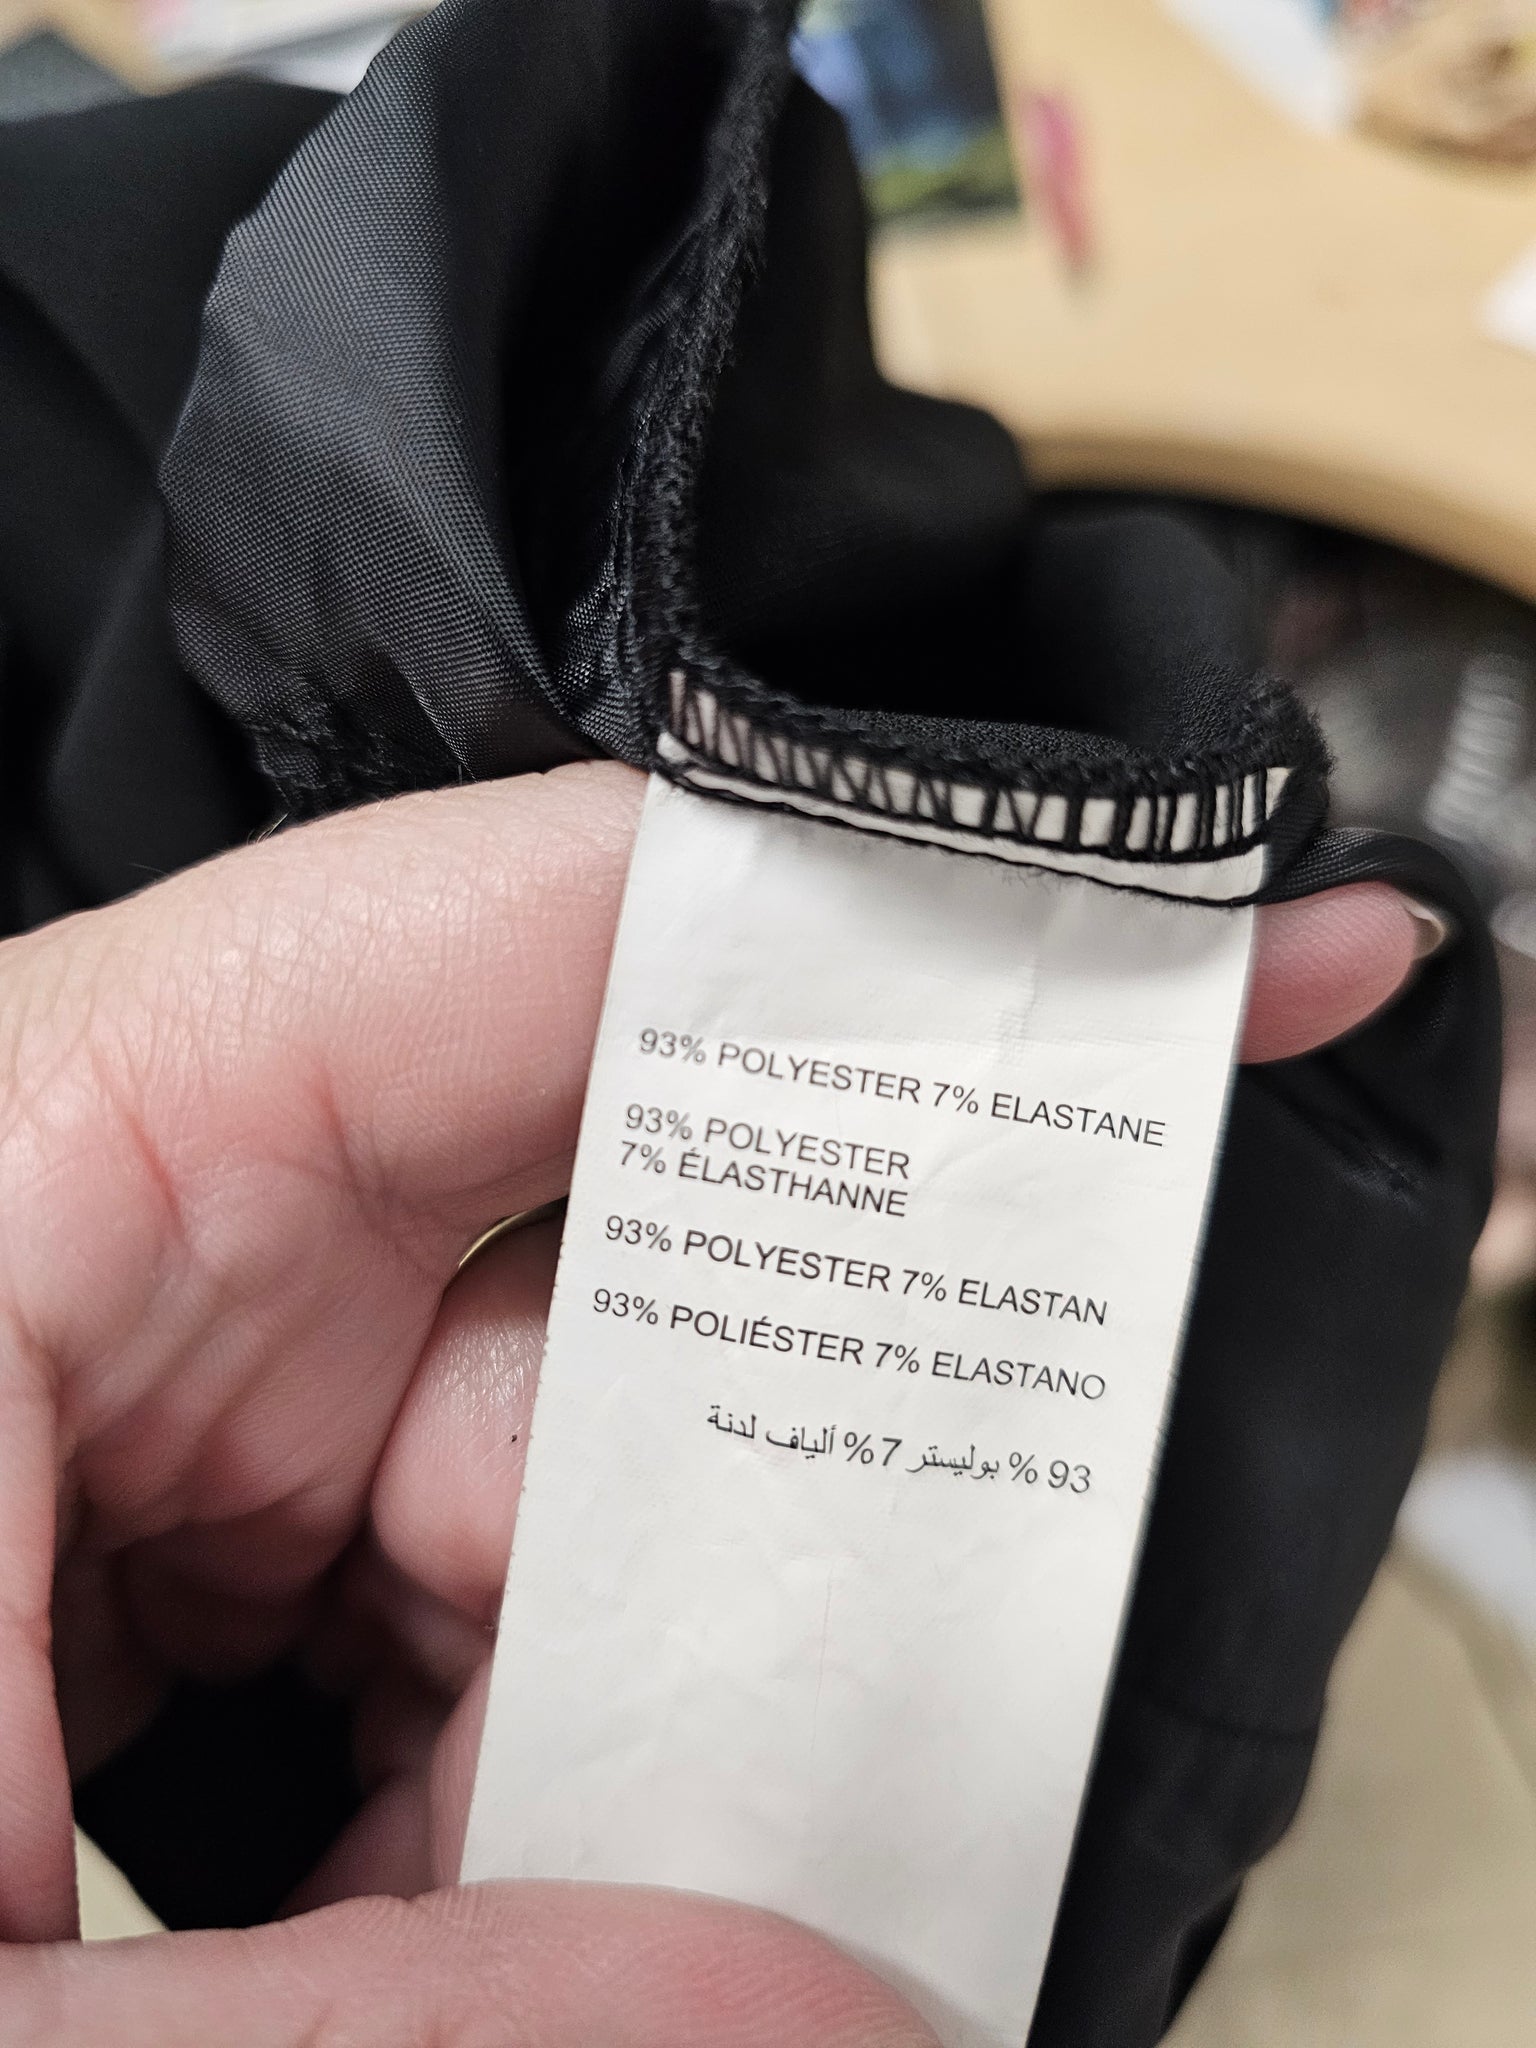 93% POLYESTER 7% ELASTANE
93% POLYESTER
7% ÉLASTHANNE
93% POLYESTER 7% ELASTAN
93% POLIÉSTER 7% ELASTANO
93 % بوليستر 7% ألياف لدنة